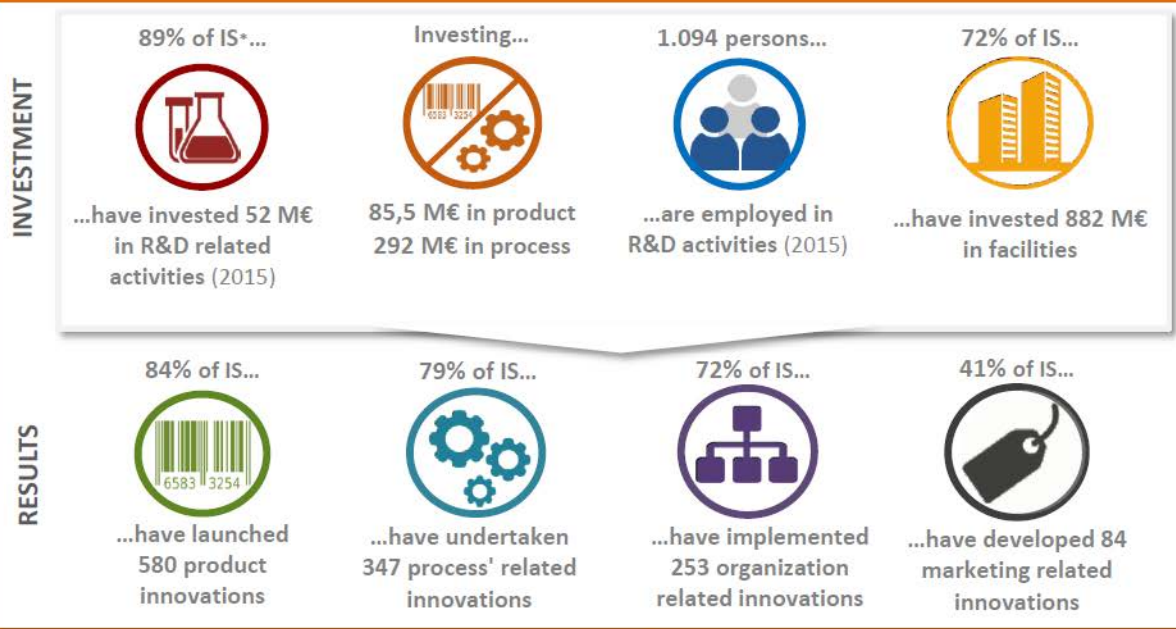 INVESTMENT
89% of IS*...
...have invested 52 M€
in R&D related
activities (2015)
Investing...
6583 3254
85,5 M€ in product
292 M€ in process
1.094 persons...
...are employed in
R&D activities (2015)
72% of IS...
...have invested 882 M€
in facilities
RESULTS
84% of IS...
6583 3254
...have launched
580 product
innovations
79% of IS...
...have undertaken
347 process' related
innovations
72% of IS...
...have implemented
253 organization
related innovations
41% of IS...
...have developed 84
marketing related
innovations